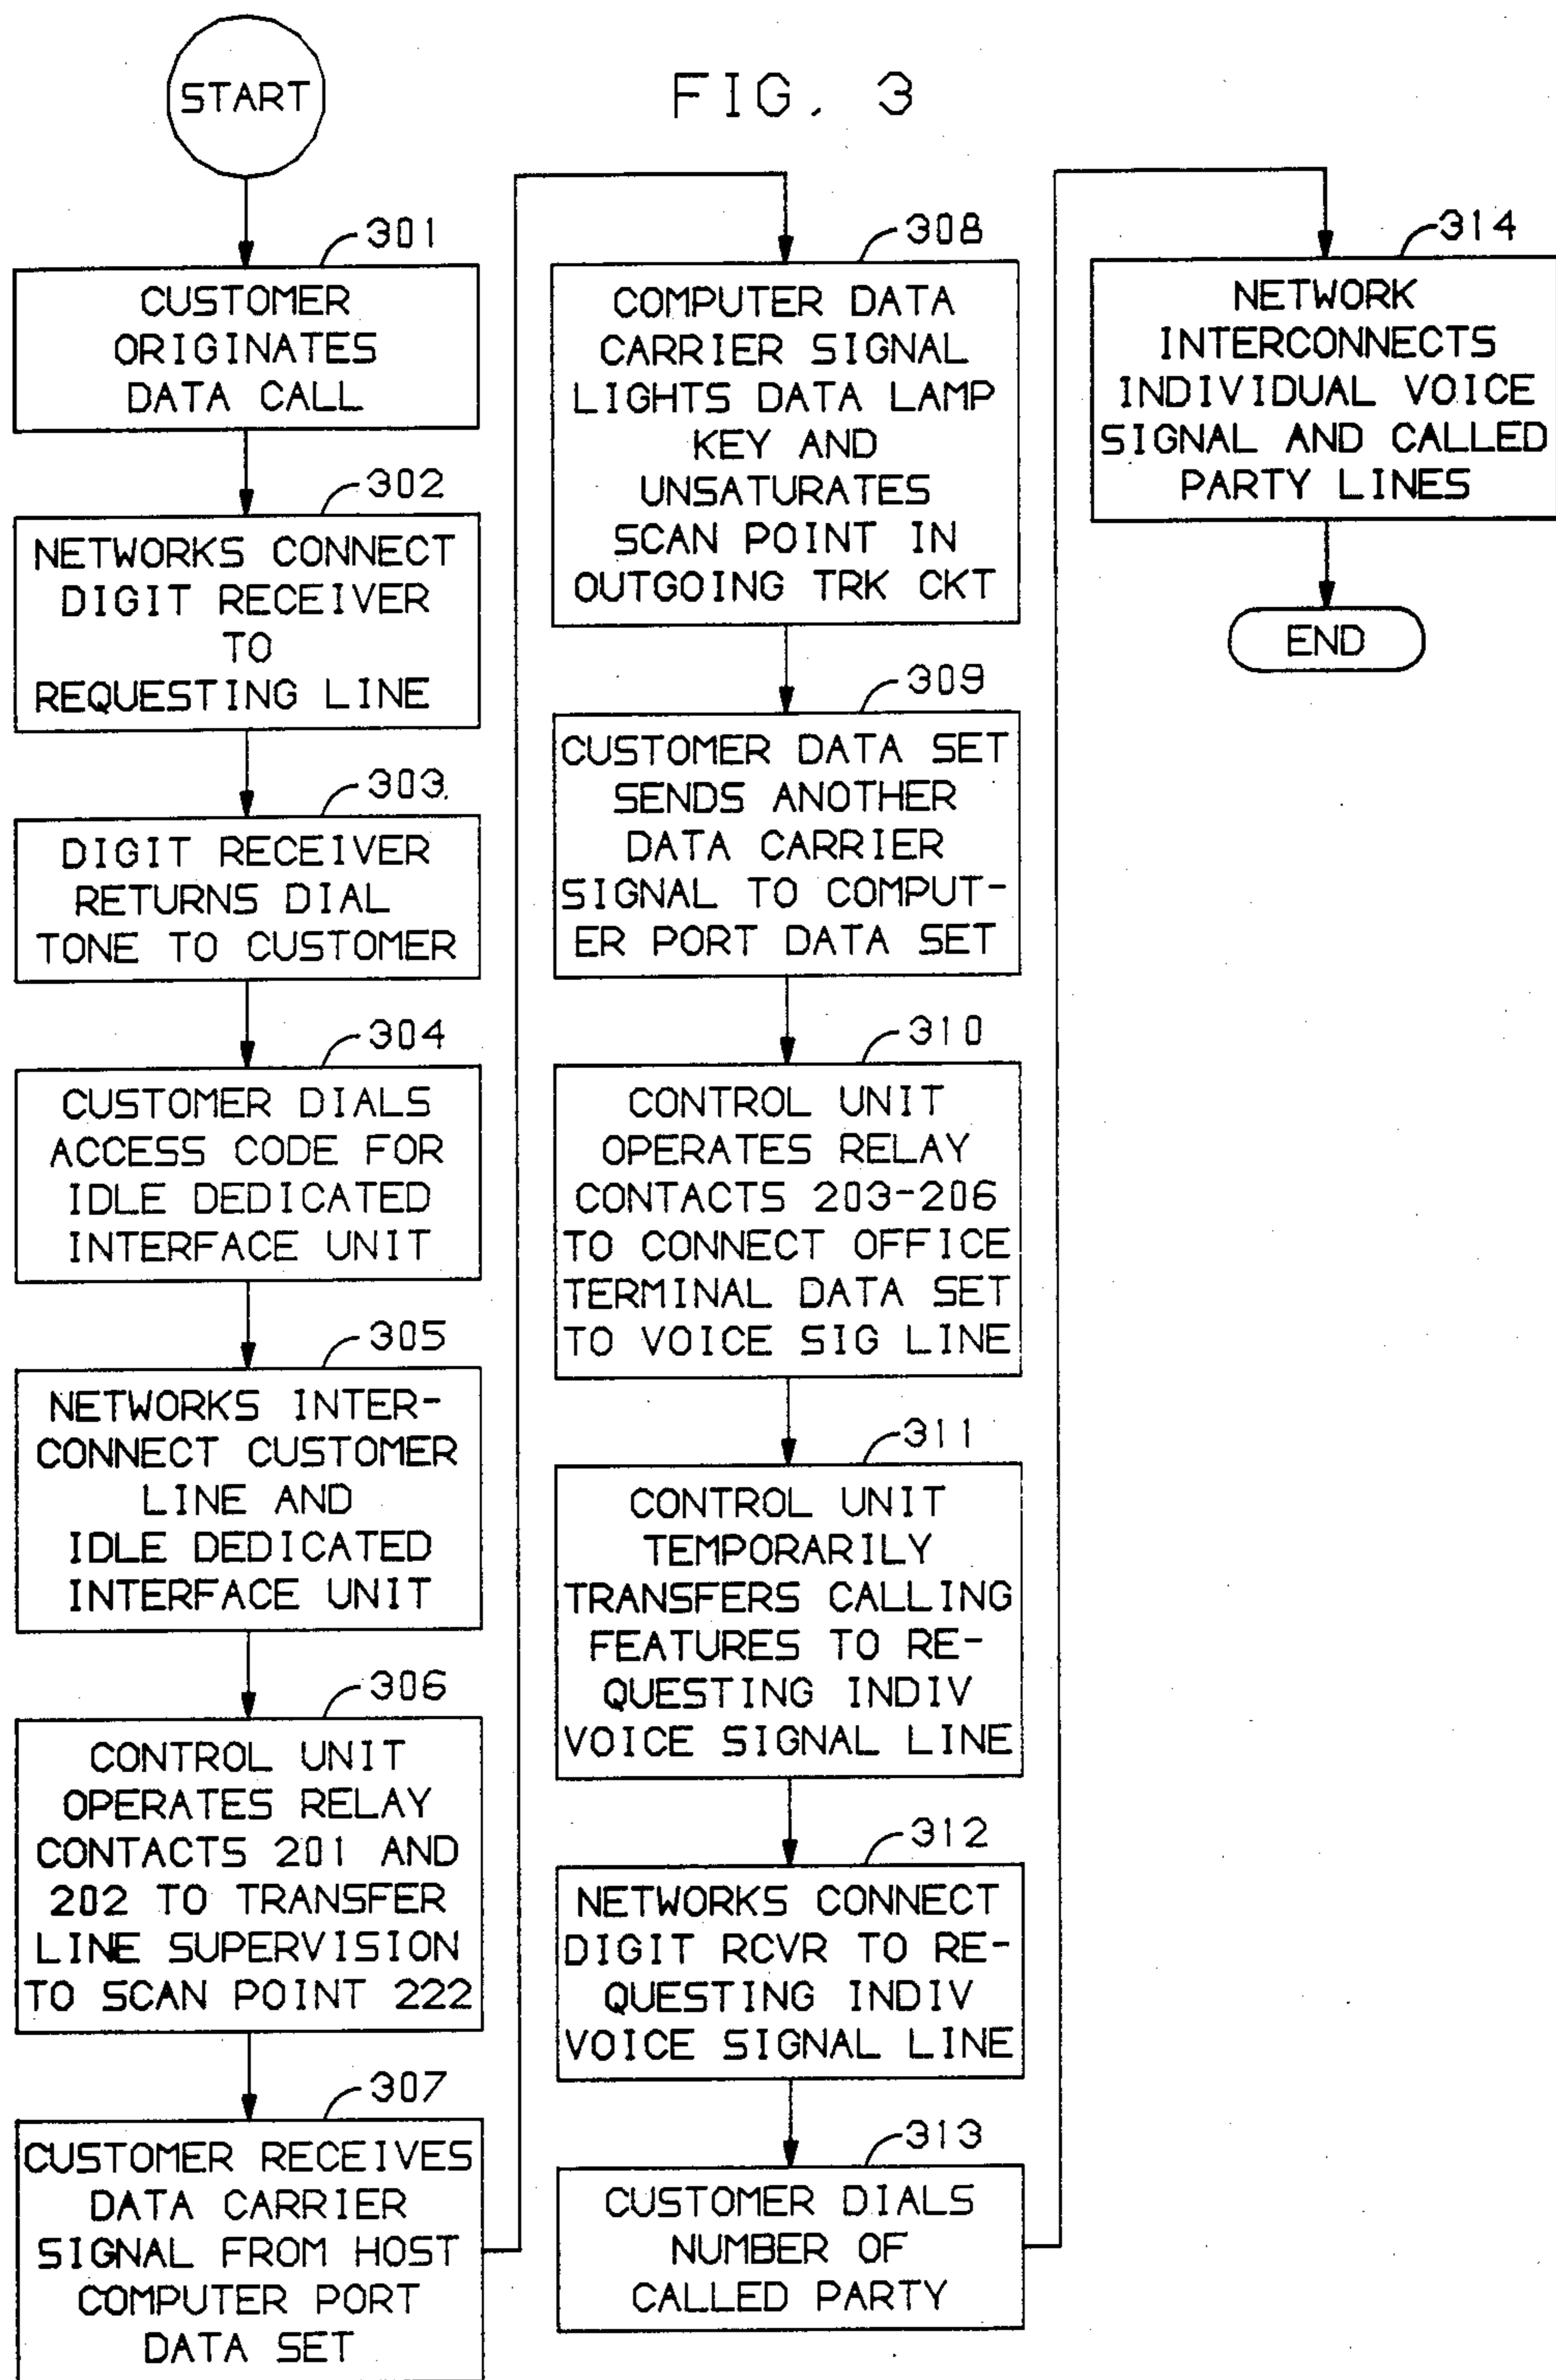 FIG. 3
START
301
CUSTOMER
ORIGINATES
DATA CALL
302
NETWORKS CONNECT
DIGIT RECEIVER
TO
REQUESTING LINE
303
DIGIT RECEIVER
RETURNS DIAL
TONE TO CUSTOMER
304
CUSTOMER DIALS
ACCESS CODE FOR
IDLE DEDICATED
INTERFACE UNIT
305
NETWORKS INTER-
CONNECT CUSTOMER
LINE AND
IDLE DEDICATED
INTERFACE UNIT
306
CONTROL UNIT
OPERATES RELAY
CONTACTS 201 AND
202 TO TRANSFER
LINE SUPERVISION
TO SCAN POINT 222
307
CUSTOMER RECEIVES
DATA CARRIER
SIGNAL FROM HOST
COMPUTER PORT
DATA SET
308
COMPUTER DATA
CARRIER SIGNAL
LIGHTS DATA LAMP
KEY AND
UNSATURATES
SCAN POINT IN
OUTGOING TRK CKT
309
CUSTOMER DATA SET
SENDS ANOTHER
DATA CARRIER
SIGNAL TO COMPUT-
ER PORT DATA SET
310
CONTROL UNIT
OPERATES RELAY
CONTACTS 203-206
TO CONNECT OFFICE
TERMINAL DATA SET
TO VOICE SIG LINE
311
CONTROL UNIT
TEMPORARILY
TRANSFERS CALLING
FEATURES TO RE-
QUESTING INDIV
VOICE SIGNAL LINE
312
NETWORKS CONNECT
DIGIT RCVR TO RE-
QUESTING INDIV
VOICE SIGNAL LINE
313
CUSTOMER DIALS
NUMBER OF
CALLED PARTY
314
NETWORK
INTERCONNECTS
INDIVIDUAL VOICE
SIGNAL AND CALLED
PARTY LINES
END